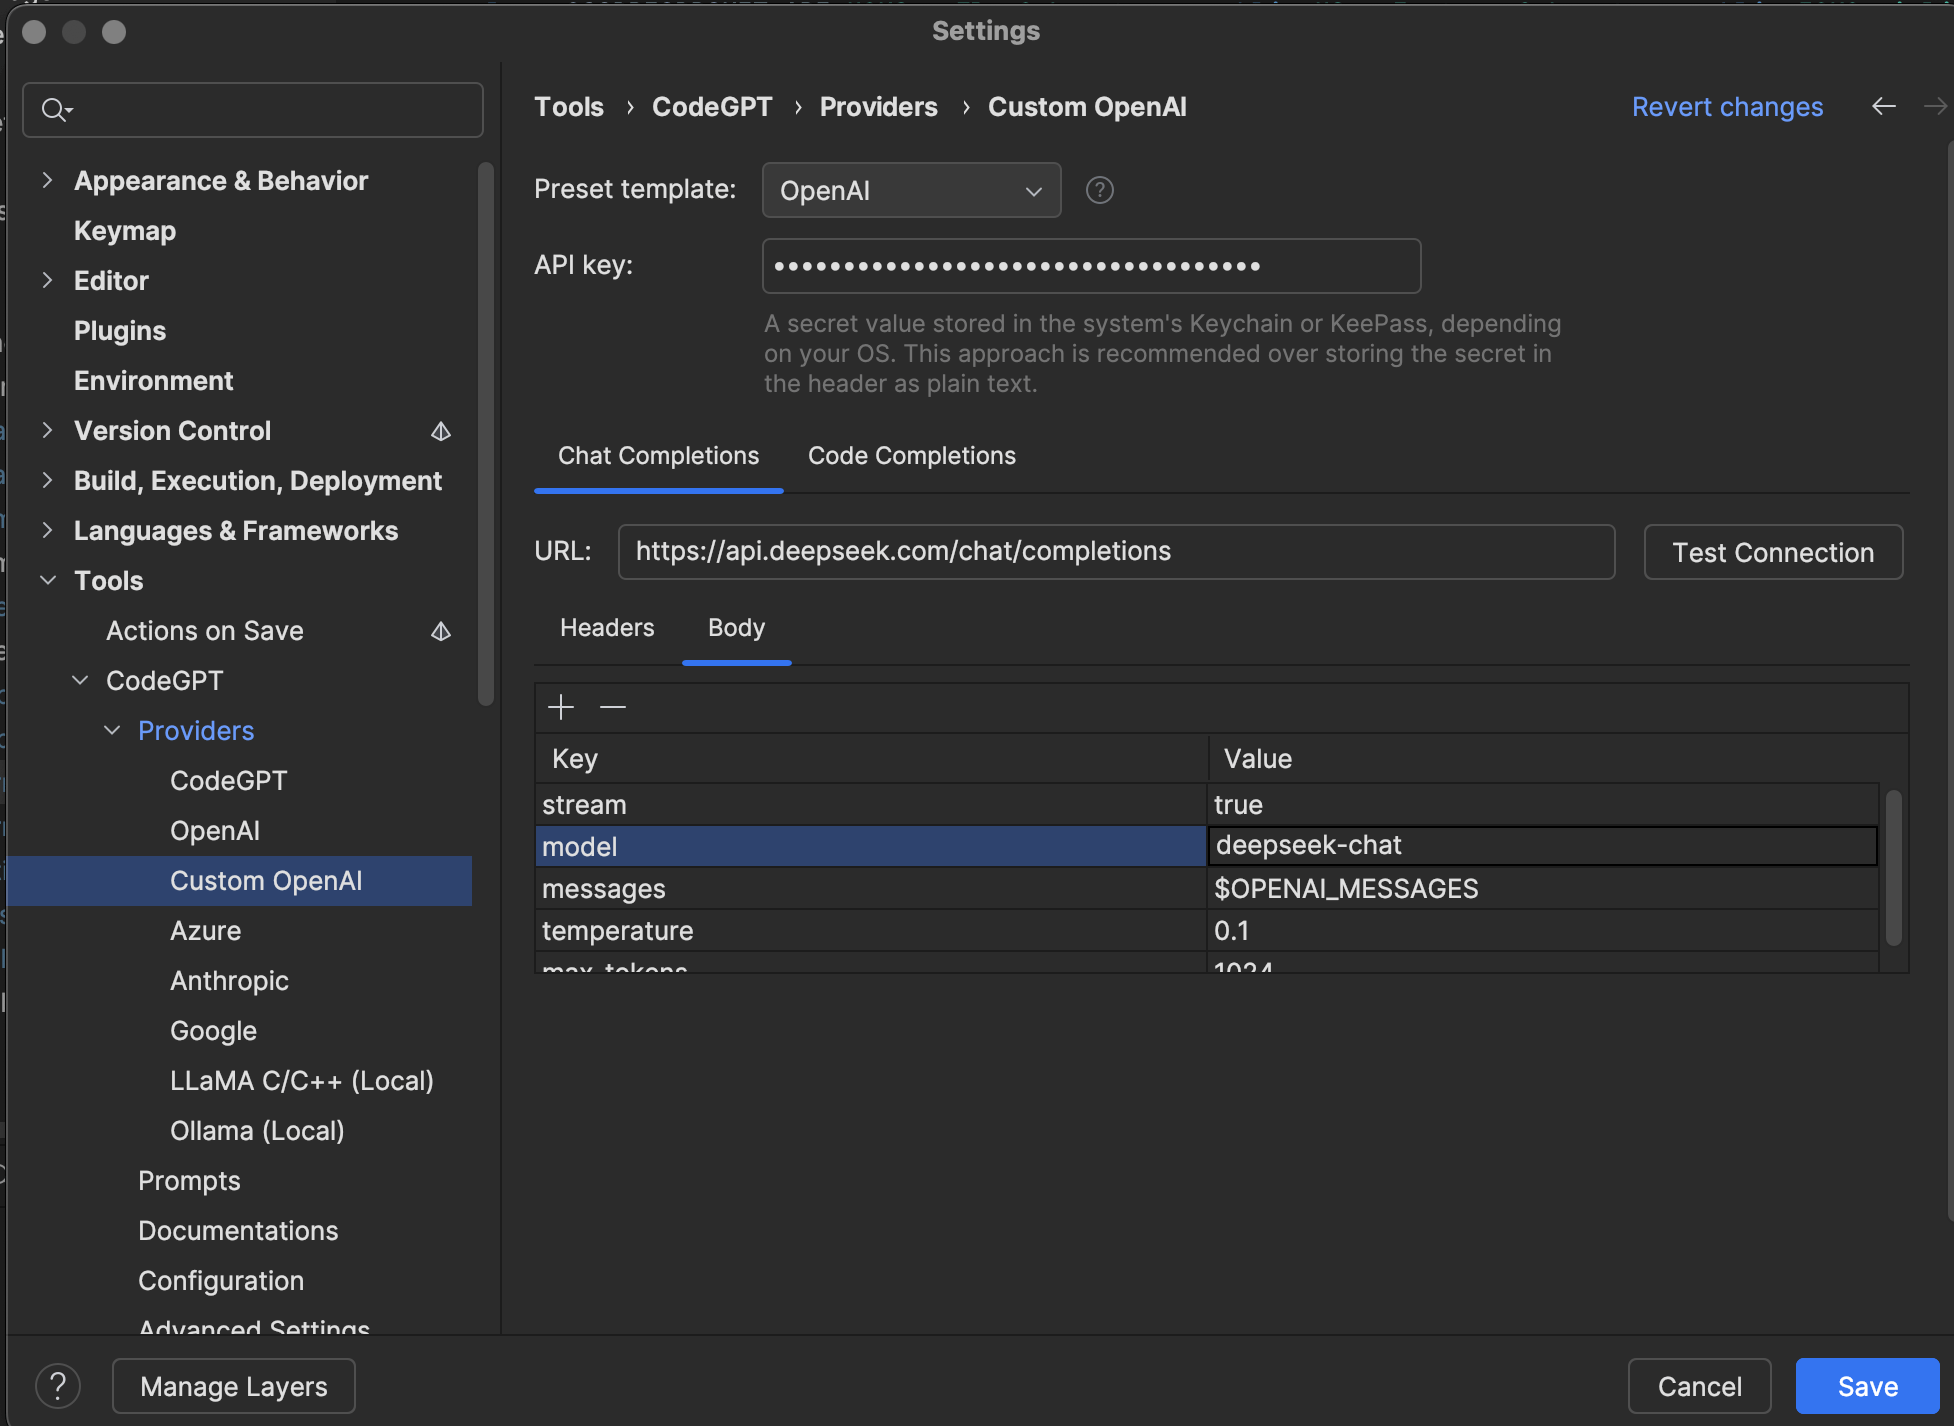 Settings
Tools › CodeGPT › Providers › Custom OpenAI
Revert changes
Appearance & Behavior
Keymap
Editor
Plugins
Environment
Version Control
Build, Execution, Deployment
Languages & Frameworks
Tools
Actions on Save
CodeGPT
Providers
CodeGPT
OpenAI
Custom OpenAI
Azure
Anthropic
Google
LLaMA C/C++ (Local)
Ollama (Local)
Prompts
Documentations
Configuration
Advanced Settings
Preset template: OpenAI ?
API key: •••••••••••••••••••••••••••••••••••
A secret value stored in the system's Keychain or KeePass, depending
on your OS. This approach is recommended over storing the secret in
the header as plain text.
Chat Completions Code Completions
URL: https://api.deepseek.com/chat/completions Test Connection
Headers Body
Key Value
stream true
model deepseek-chat
messages $OPENAI_MESSAGES
temperature 0.1
max_tokens 1024
? Manage Layers Cancel Save